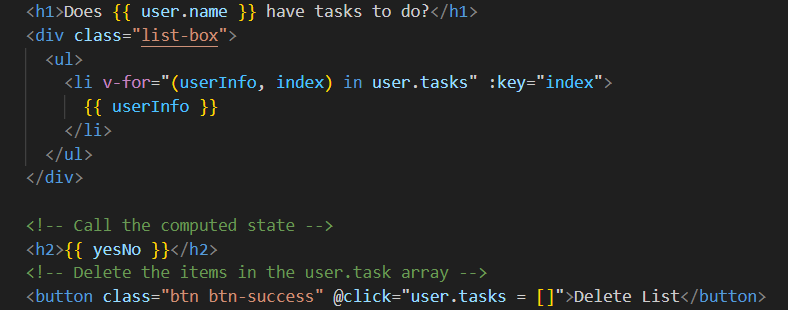 <h1>Does {{ user.name }} have tasks to do?</h1>
<div class="list-box">
<ul>
<li v-for="(userInfo, index) in user.tasks" :key="index">
{{ userInfo }}
</li>
</ul>
</div>
<!-- Call the computed state -->
<h2>{{ yesNo }}</h2>
<!-- Delete the items in the user.task array -->
<button class="btn btn-success" @click="user.tasks = []">Delete List</button>